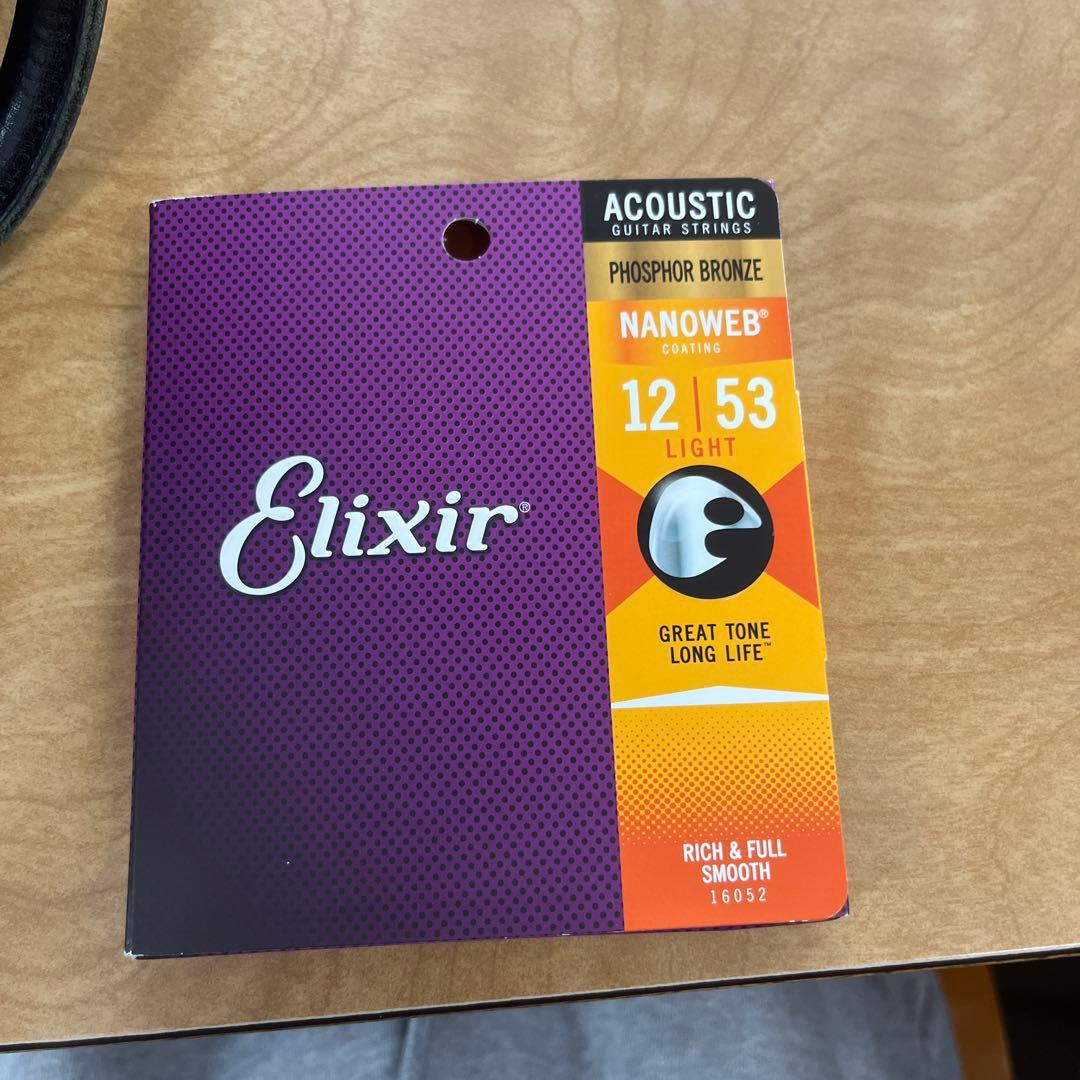 Elixir®
ACOUSTIC
GUITAR STRINGS
PHOSPHOR BRONZE
NANOWEB®
COATING
12 | 53
LIGHT
GREAT TONE
LONG LIFE™
RICH & FULL
SMOOTH
16052